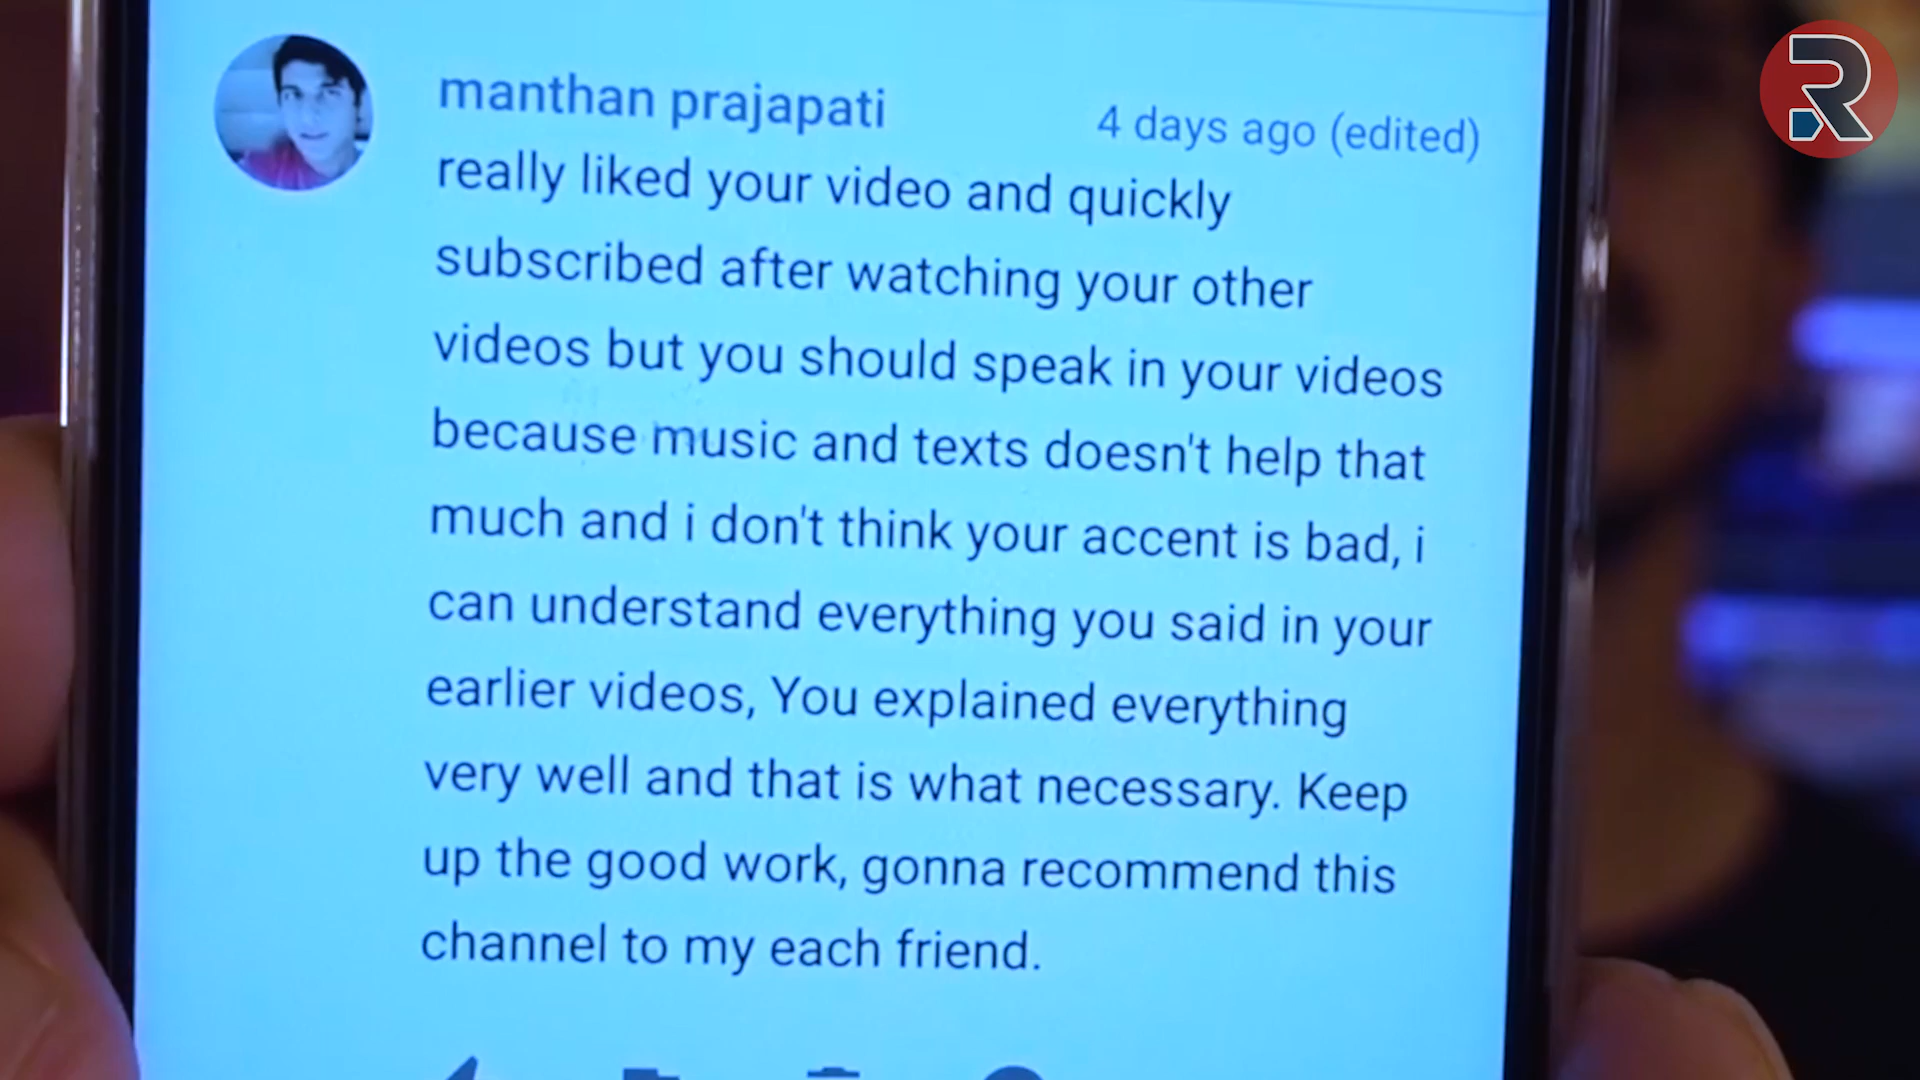 manthan prajapati
4 days ago (edited)
really liked your video and quickly
subscribed after watching your other
videos but you should speak in your videos
because music and texts doesn't help that
much and i don't think your accent is bad, i
can understand everything you said in your
earlier videos, You explained everything
very well and that is what necessary. Keep
up the good work, gonna recommend this
channel to my each friend.
R